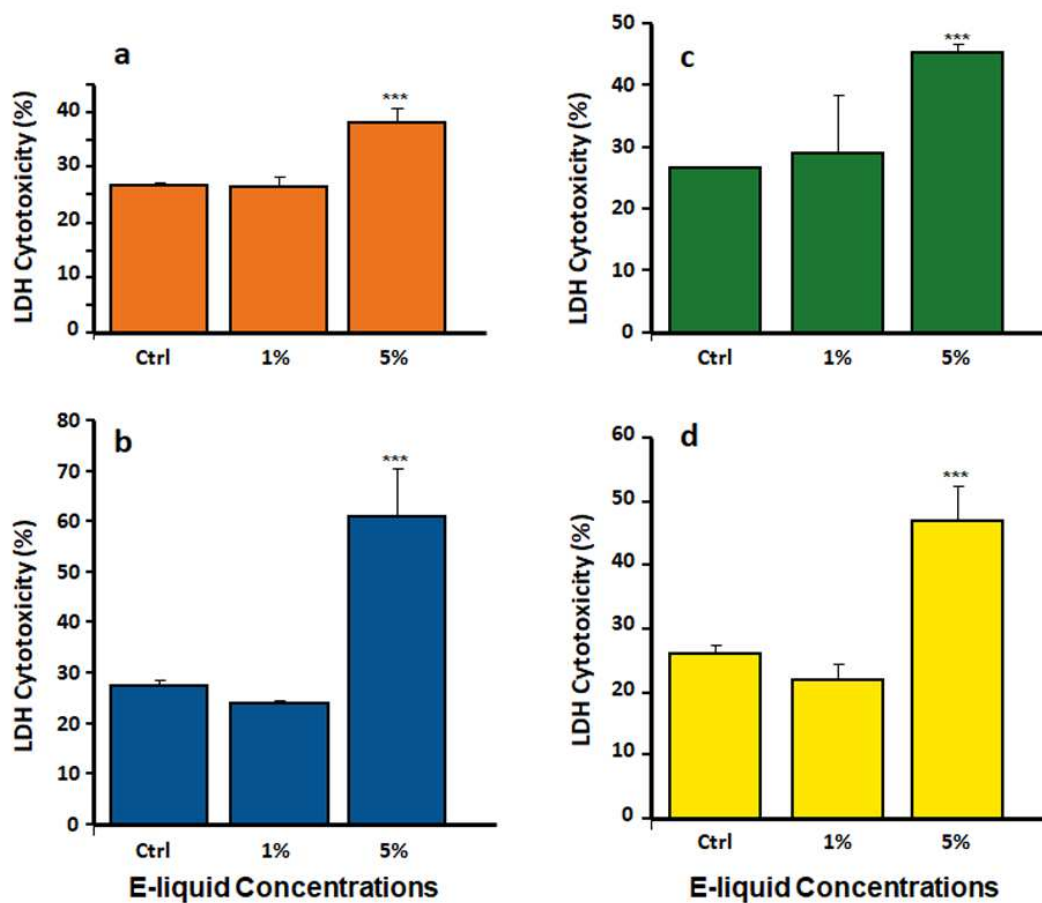 a
LDH Cytotoxicity (%)
40
30
20
10
0
***
Ctrl 1% 5%
c
LDH Cytotoxicity (%)
50
40
30
20
10
0
***
Ctrl 1% 5%
b
LDH Cytotoxicity (%)
80
70
60
50
40
30
20
10
0
***
Ctrl 1% 5%
E-liquid Concentrations
d
LDH Cytotoxicity (%)
60
50
40
30
20
10
0
***
Ctrl 1% 5%
E-liquid Concentrations